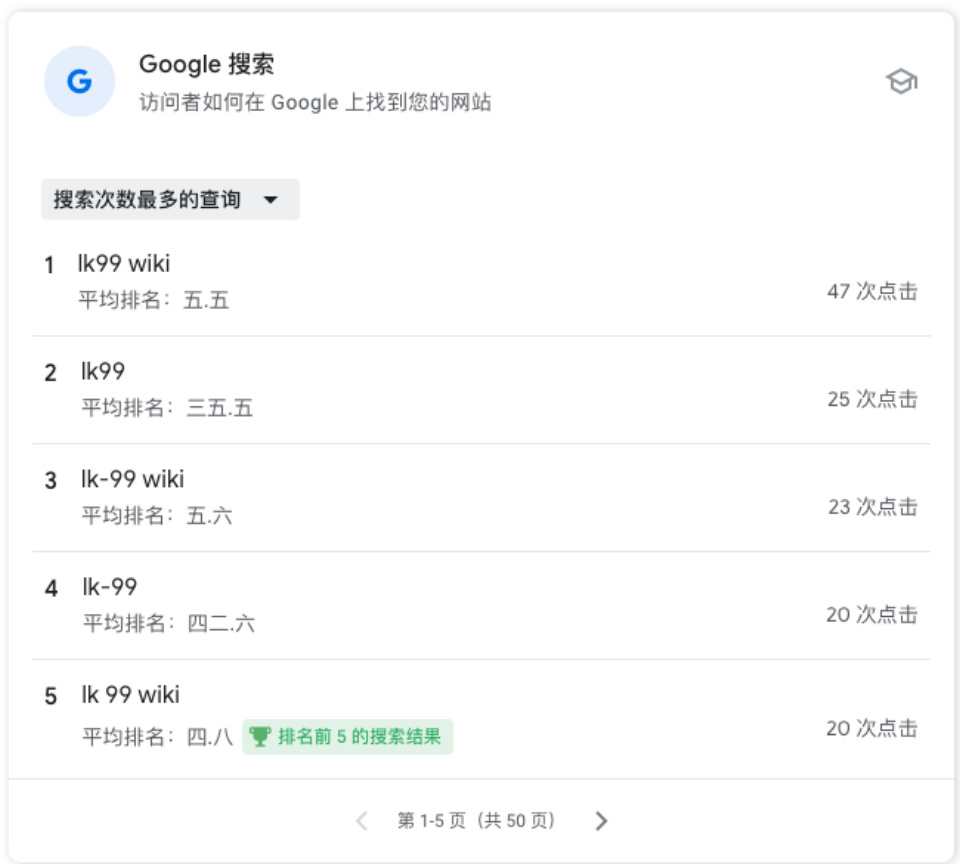 G
Google 搜索
访问者如何在 Google 上找到您的网站
搜索次数最多的查询
1 lk99 wiki
平均排名：五.五
47 次点击
2 lk99
平均排名：三五.五
25 次点击
3 lk-99 wiki
平均排名：五.六
23 次点击
4 lk-99
平均排名：四二.六
20 次点击
5 lk 99 wiki
平均排名：四.八 排名前 5 的搜索结果
20 次点击
第 1-5 页（共 50 页）